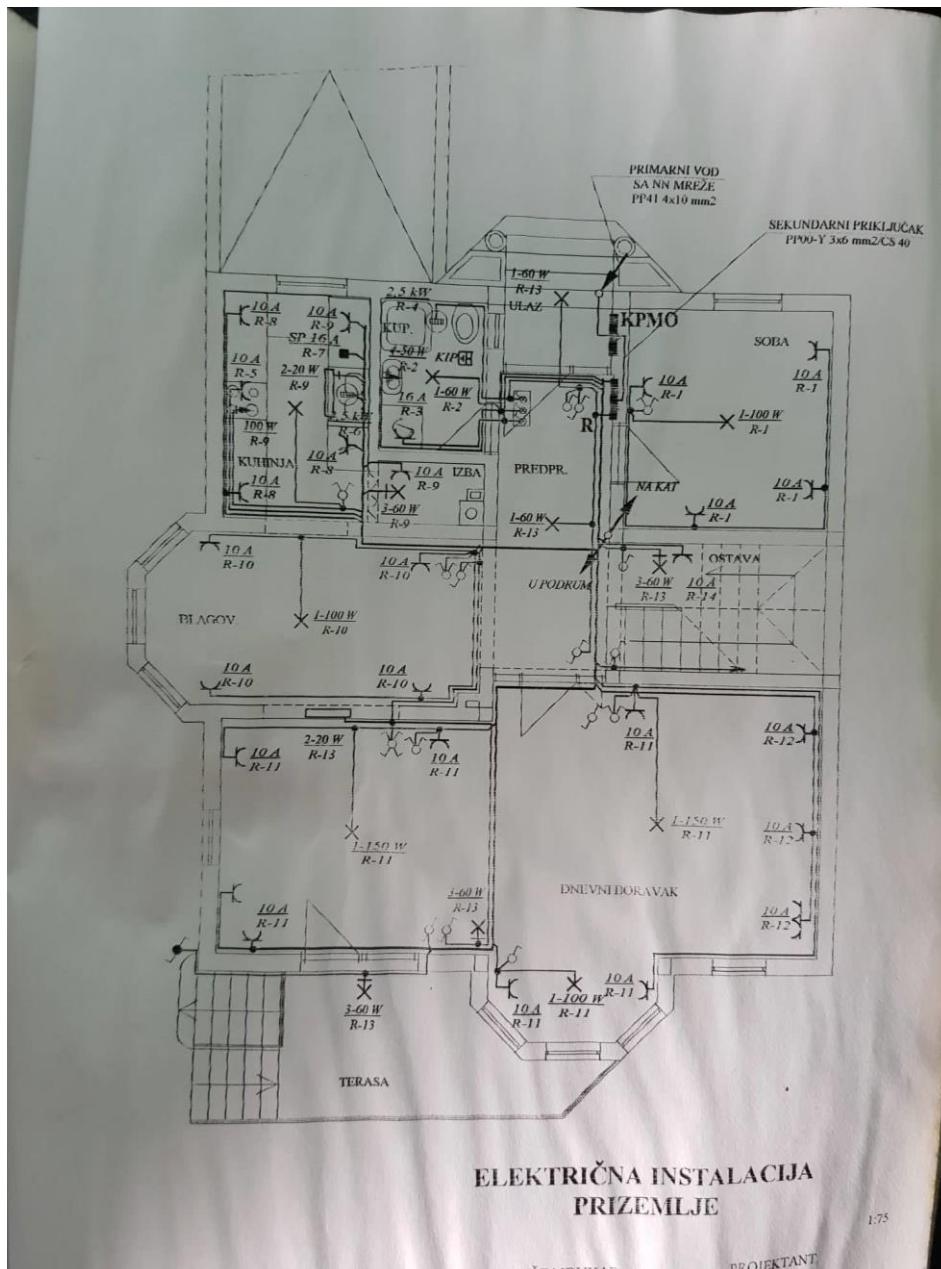 PRIMARNI VOD
SA NN MREŽE
PP41 4x10 mm2
SEKUNDARNI PRIKLJUČAK
PP00-Y 3x6 mm2/CS 40
1-60 W
R-13
ULAZ
KPMO
2,5 kW
R-4
KUP.
10 A
R-8
10 A
R-9
SP 16 A
R-7
1-50 W
R-2
KIP
SOBA
10 A
R-5
2-20 W
R-9
1-60 W
R-2
16 A
R-3
10 A
R-1
10 A
R-1
R
1-100 W
R-1
100 W
R-9
R-6
KUHINJA
10 A
R-8
10 A
R-8
10 A
R-9
IZBA
PREDPR.
3-60 W
R-9
NA KAT
10 A
R-1
10 A
R-1
1-60 W
R-13
10 A
R-10
10 A
R-10
U PODRUM
OSTAVA
3-60 W
R-13
10 A
R-14
BLAGOV.
1-100 W
R-10
10 A
R-10
10 A
R-10
2-20 W
R-13
10 A
R-11
10 A
R-11
10 A
R-11
10 A
R-12
1-150 W
R-11
1-150 W
R-11
10 A
R-12
DNEVNI BORAVAK
3-60 W
R-13
10 A
R-11
10 A
R-12
3-60 W
R-13
10 A
R-11
1-100 W
R-11
10 A
R-11
TERASA
ELEKTRIČNA INSTALACIJA
PRIZEMLJE
1:75
PROJEKTANT